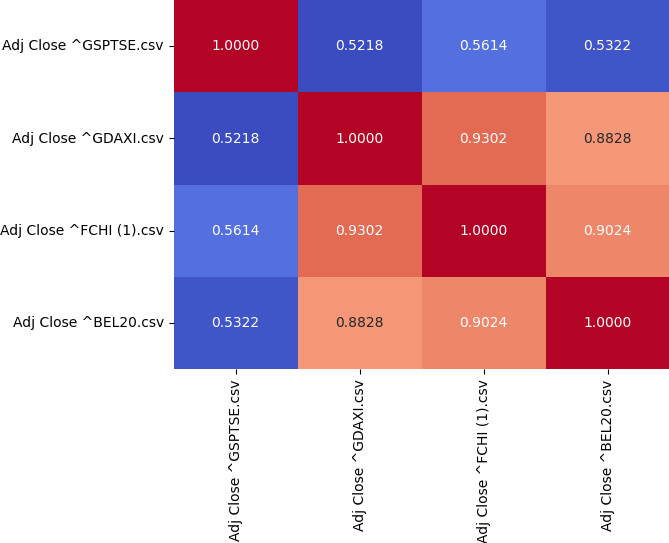 Adj Close ^GSPTSE.csv 1.0000 0.5218 0.5614 0.5322
Adj Close ^GDAXI.csv 0.5218 1.0000 0.9302 0.8828
Adj Close ^FCHI (1).csv 0.5614 0.9302 1.0000 0.9024
Adj Close ^BEL20.csv 0.5322 0.8828 0.9024 1.0000
Adj Close ^GSPTSE.csv
Adj Close ^GDAXI.csv
Adj Close ^FCHI (1).csv
Adj Close ^BEL20.csv